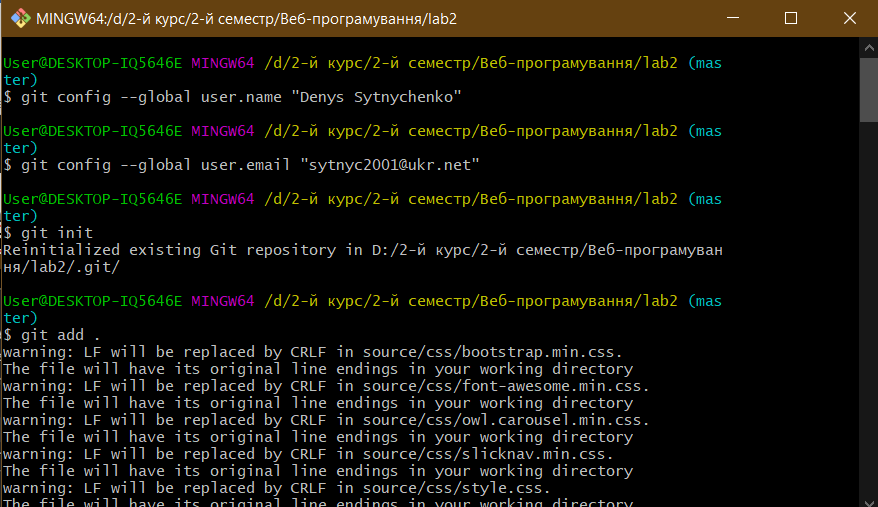 MINGW64:/d/2-й курс/2-й семестр/Веб-програмування/lab2
User@DESKTOP-IQ5646E MINGW64 /d/2-й курс/2-й семестр/Веб-програмування/lab2 (mas
ter)
$ git config --global user.name "Denys Sytnychenko"
User@DESKTOP-IQ5646E MINGW64 /d/2-й курс/2-й семестр/Веб-програмування/lab2 (mas
ter)
$ git config --global user.email "sytnyc2001@ukr.net"
User@DESKTOP-IQ5646E MINGW64 /d/2-й курс/2-й семестр/Веб-програмування/lab2 (mas
ter)
$ git init
Reinitialized existing Git repository in D:/2-й курс/2-й семестр/Веб-програмуван
ня/lab2/.git/
User@DESKTOP-IQ5646E MINGW64 /d/2-й курс/2-й семестр/Веб-програмування/lab2 (mas
ter)
$ git add .
warning: LF will be replaced by CRLF in source/css/bootstrap.min.css.
The file will have its original line endings in your working directory
warning: LF will be replaced by CRLF in source/css/font-awesome.min.css.
The file will have its original line endings in your working directory
warning: LF will be replaced by CRLF in source/css/owl.carousel.min.css.
The file will have its original line endings in your working directory
warning: LF will be replaced by CRLF in source/css/slicknav.min.css.
The file will have its original line endings in your working directory
warning: LF will be replaced by CRLF in source/css/style.css.
The file will have its original line endings in your working directory